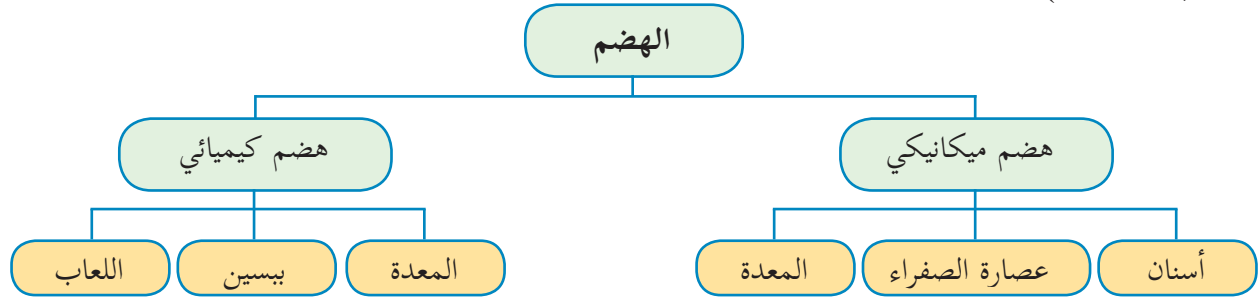 الهضم
هضم ميكانيكي
هضم كيميائي
أسنان
عصارة الصفراء
المعدة
المعدة
ببسين
اللعاب